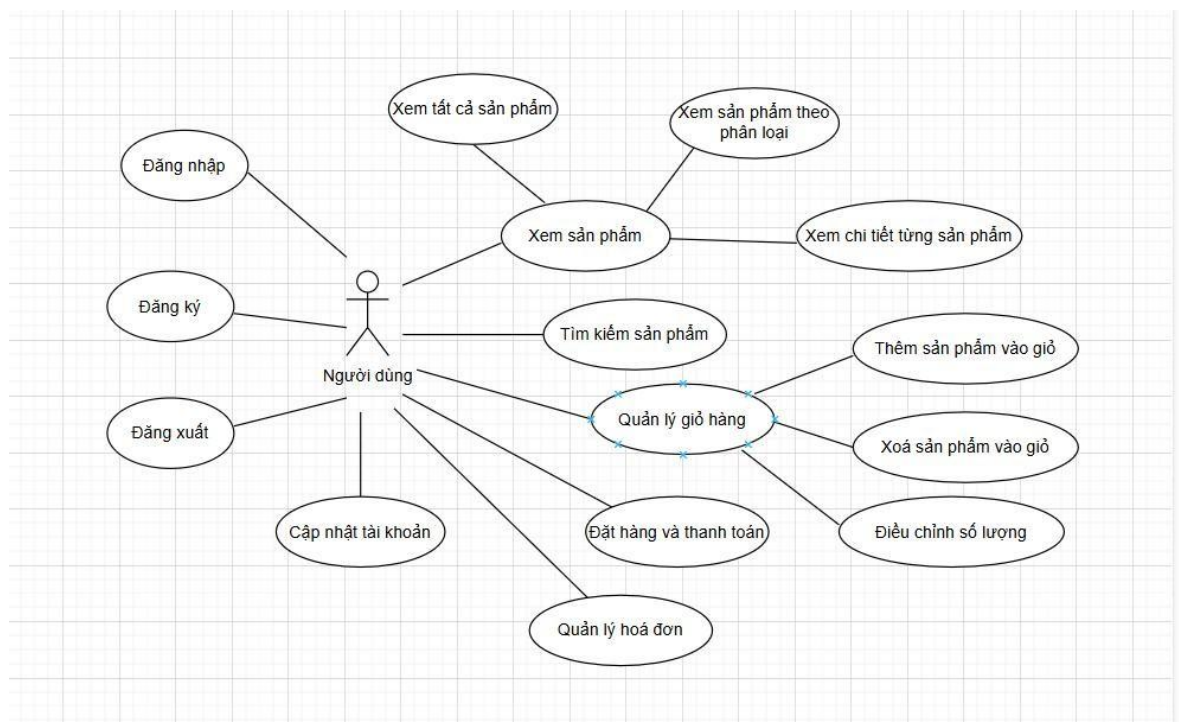 Xem tất cả sản phẩm
Xem sản phẩm theo
phân loại
Đăng nhập
Xem sản phẩm
Xem chi tiết từng sản phẩm
Đăng ký
Tìm kiếm sản phẩm
Thêm sản phẩm vào giỏ
Người dùng
Quản lý giỏ hàng
Đăng xuất
Xoá sản phẩm vào giỏ
Cập nhật tài khoản
Đặt hàng và thanh toán
Điều chỉnh số lượng
Quản lý hoá đơn